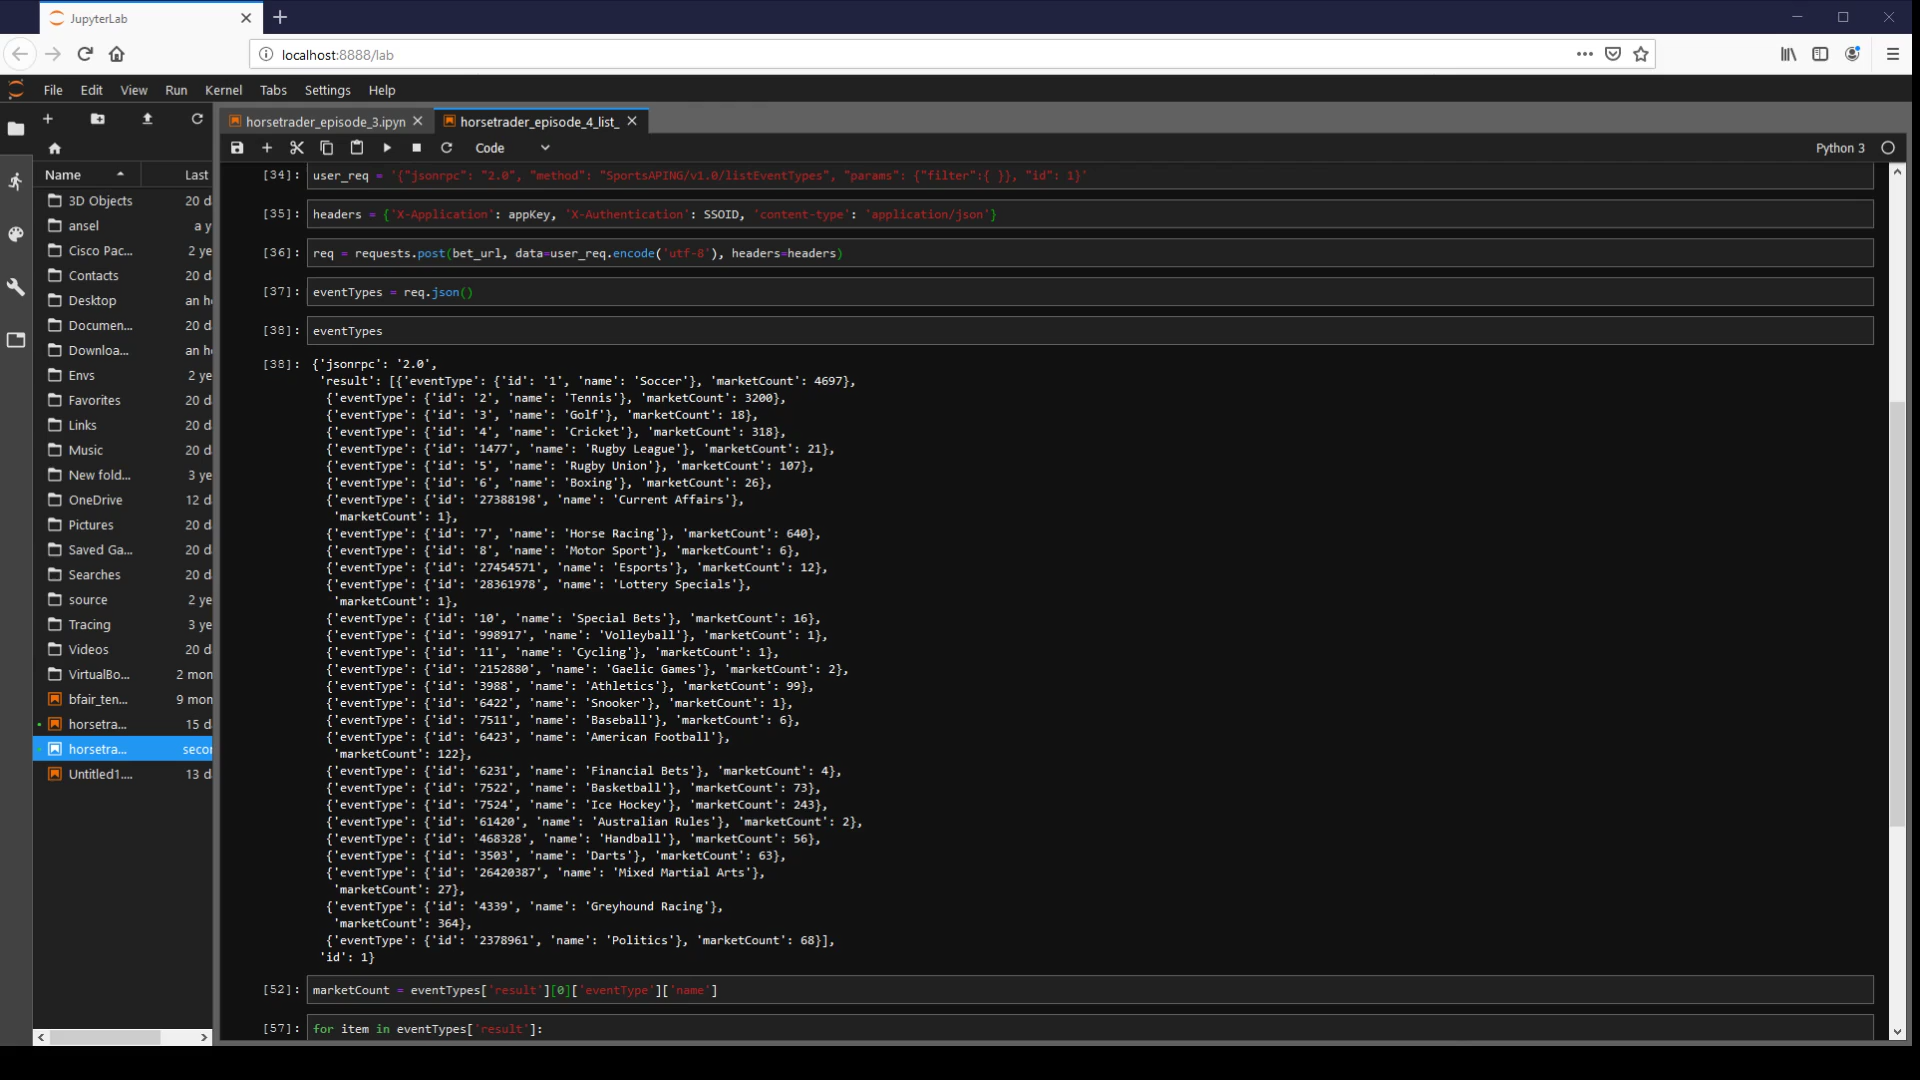 JupyterLab
localhost:8888/lab
File Edit View Run Kernel Tabs Settings Help
horsetrader_episode_3.ipyn
horsetrader_episode_4_list_
Code
Python 3
Name Last
3D Objects 20 d
ansel a y
Cisco Pac... 2 ye
Contacts 20 d
Desktop an h
Documen... 20 d
Downloa... an h
Envs 2 ye
Favorites 20 d
Links 20 d
Music 20 d
New fold... 3 ye
OneDrive 12 d
Pictures 20 d
Saved Ga... 20 d
Searches 20 d
source 2 ye
Tracing 3 ye
Videos 20 d
VirtualBo... 2 mon
bfair_ten... 9 mon
horsetra... 15 d
horsetra... secon
Untitled1.... 13 d
[34]: user_req = '{"jsonrpc": "2.0", "method": "SportsAPING/v1.0/listEventTypes", "params": {"filter":{ }}, "id": 1}'
[35]: headers = {'X-Application': appKey, 'X-Authentication': SSOID, 'content-type': 'application/json'}
[36]: req = requests.post(bet_url, data=user_req.encode('utf-8'), headers=headers)
[37]: eventTypes = req.json()
[38]: eventTypes
[38]: {'jsonrpc': '2.0',
'result': [{'eventType': {'id': '1', 'name': 'Soccer'}, 'marketCount': 4697},
{'eventType': {'id': '2', 'name': 'Tennis'}, 'marketCount': 3200},
{'eventType': {'id': '3', 'name': 'Golf'}, 'marketCount': 18},
{'eventType': {'id': '4', 'name': 'Cricket'}, 'marketCount': 318},
{'eventType': {'id': '1477', 'name': 'Rugby League'}, 'marketCount': 21},
{'eventType': {'id': '5', 'name': 'Rugby Union'}, 'marketCount': 107},
{'eventType': {'id': '6', 'name': 'Boxing'}, 'marketCount': 26},
{'eventType': {'id': '27388198', 'name': 'Current Affairs'},
'marketCount': 1},
{'eventType': {'id': '7', 'name': 'Horse Racing'}, 'marketCount': 640},
{'eventType': {'id': '8', 'name': 'Motor Sport'}, 'marketCount': 6},
{'eventType': {'id': '27454571', 'name': 'Esports'}, 'marketCount': 12},
{'eventType': {'id': '28361978', 'name': 'Lottery Specials'},
'marketCount': 1},
{'eventType': {'id': '10', 'name': 'Special Bets'}, 'marketCount': 16},
{'eventType': {'id': '998917', 'name': 'Volleyball'}, 'marketCount': 1},
{'eventType': {'id': '11', 'name': 'Cycling'}, 'marketCount': 1},
{'eventType': {'id': '2152880', 'name': 'Gaelic Games'}, 'marketCount': 2},
{'eventType': {'id': '3988', 'name': 'Athletics'}, 'marketCount': 99},
{'eventType': {'id': '6422', 'name': 'Snooker'}, 'marketCount': 1},
{'eventType': {'id': '7511', 'name': 'Baseball'}, 'marketCount': 6},
{'eventType': {'id': '6423', 'name': 'American Football'},
'marketCount': 122},
{'eventType': {'id': '6231', 'name': 'Financial Bets'}, 'marketCount': 4},
{'eventType': {'id': '7522', 'name': 'Basketball'}, 'marketCount': 73},
{'eventType': {'id': '7524', 'name': 'Ice Hockey'}, 'marketCount': 243},
{'eventType': {'id': '61420', 'name': 'Australian Rules'}, 'marketCount': 2},
{'eventType': {'id': '468328', 'name': 'Handball'}, 'marketCount': 56},
{'eventType': {'id': '3503', 'name': 'Darts'}, 'marketCount': 63},
{'eventType': {'id': '26420387', 'name': 'Mixed Martial Arts'},
'marketCount': 27},
{'eventType': {'id': '4339', 'name': 'Greyhound Racing'},
'marketCount': 364},
{'eventType': {'id': '2378961', 'name': 'Politics'}, 'marketCount': 68}],
'id': 1}
[52]: marketCount = eventTypes['result'][0]['eventType']['name']
[57]: for item in eventTypes['result']: